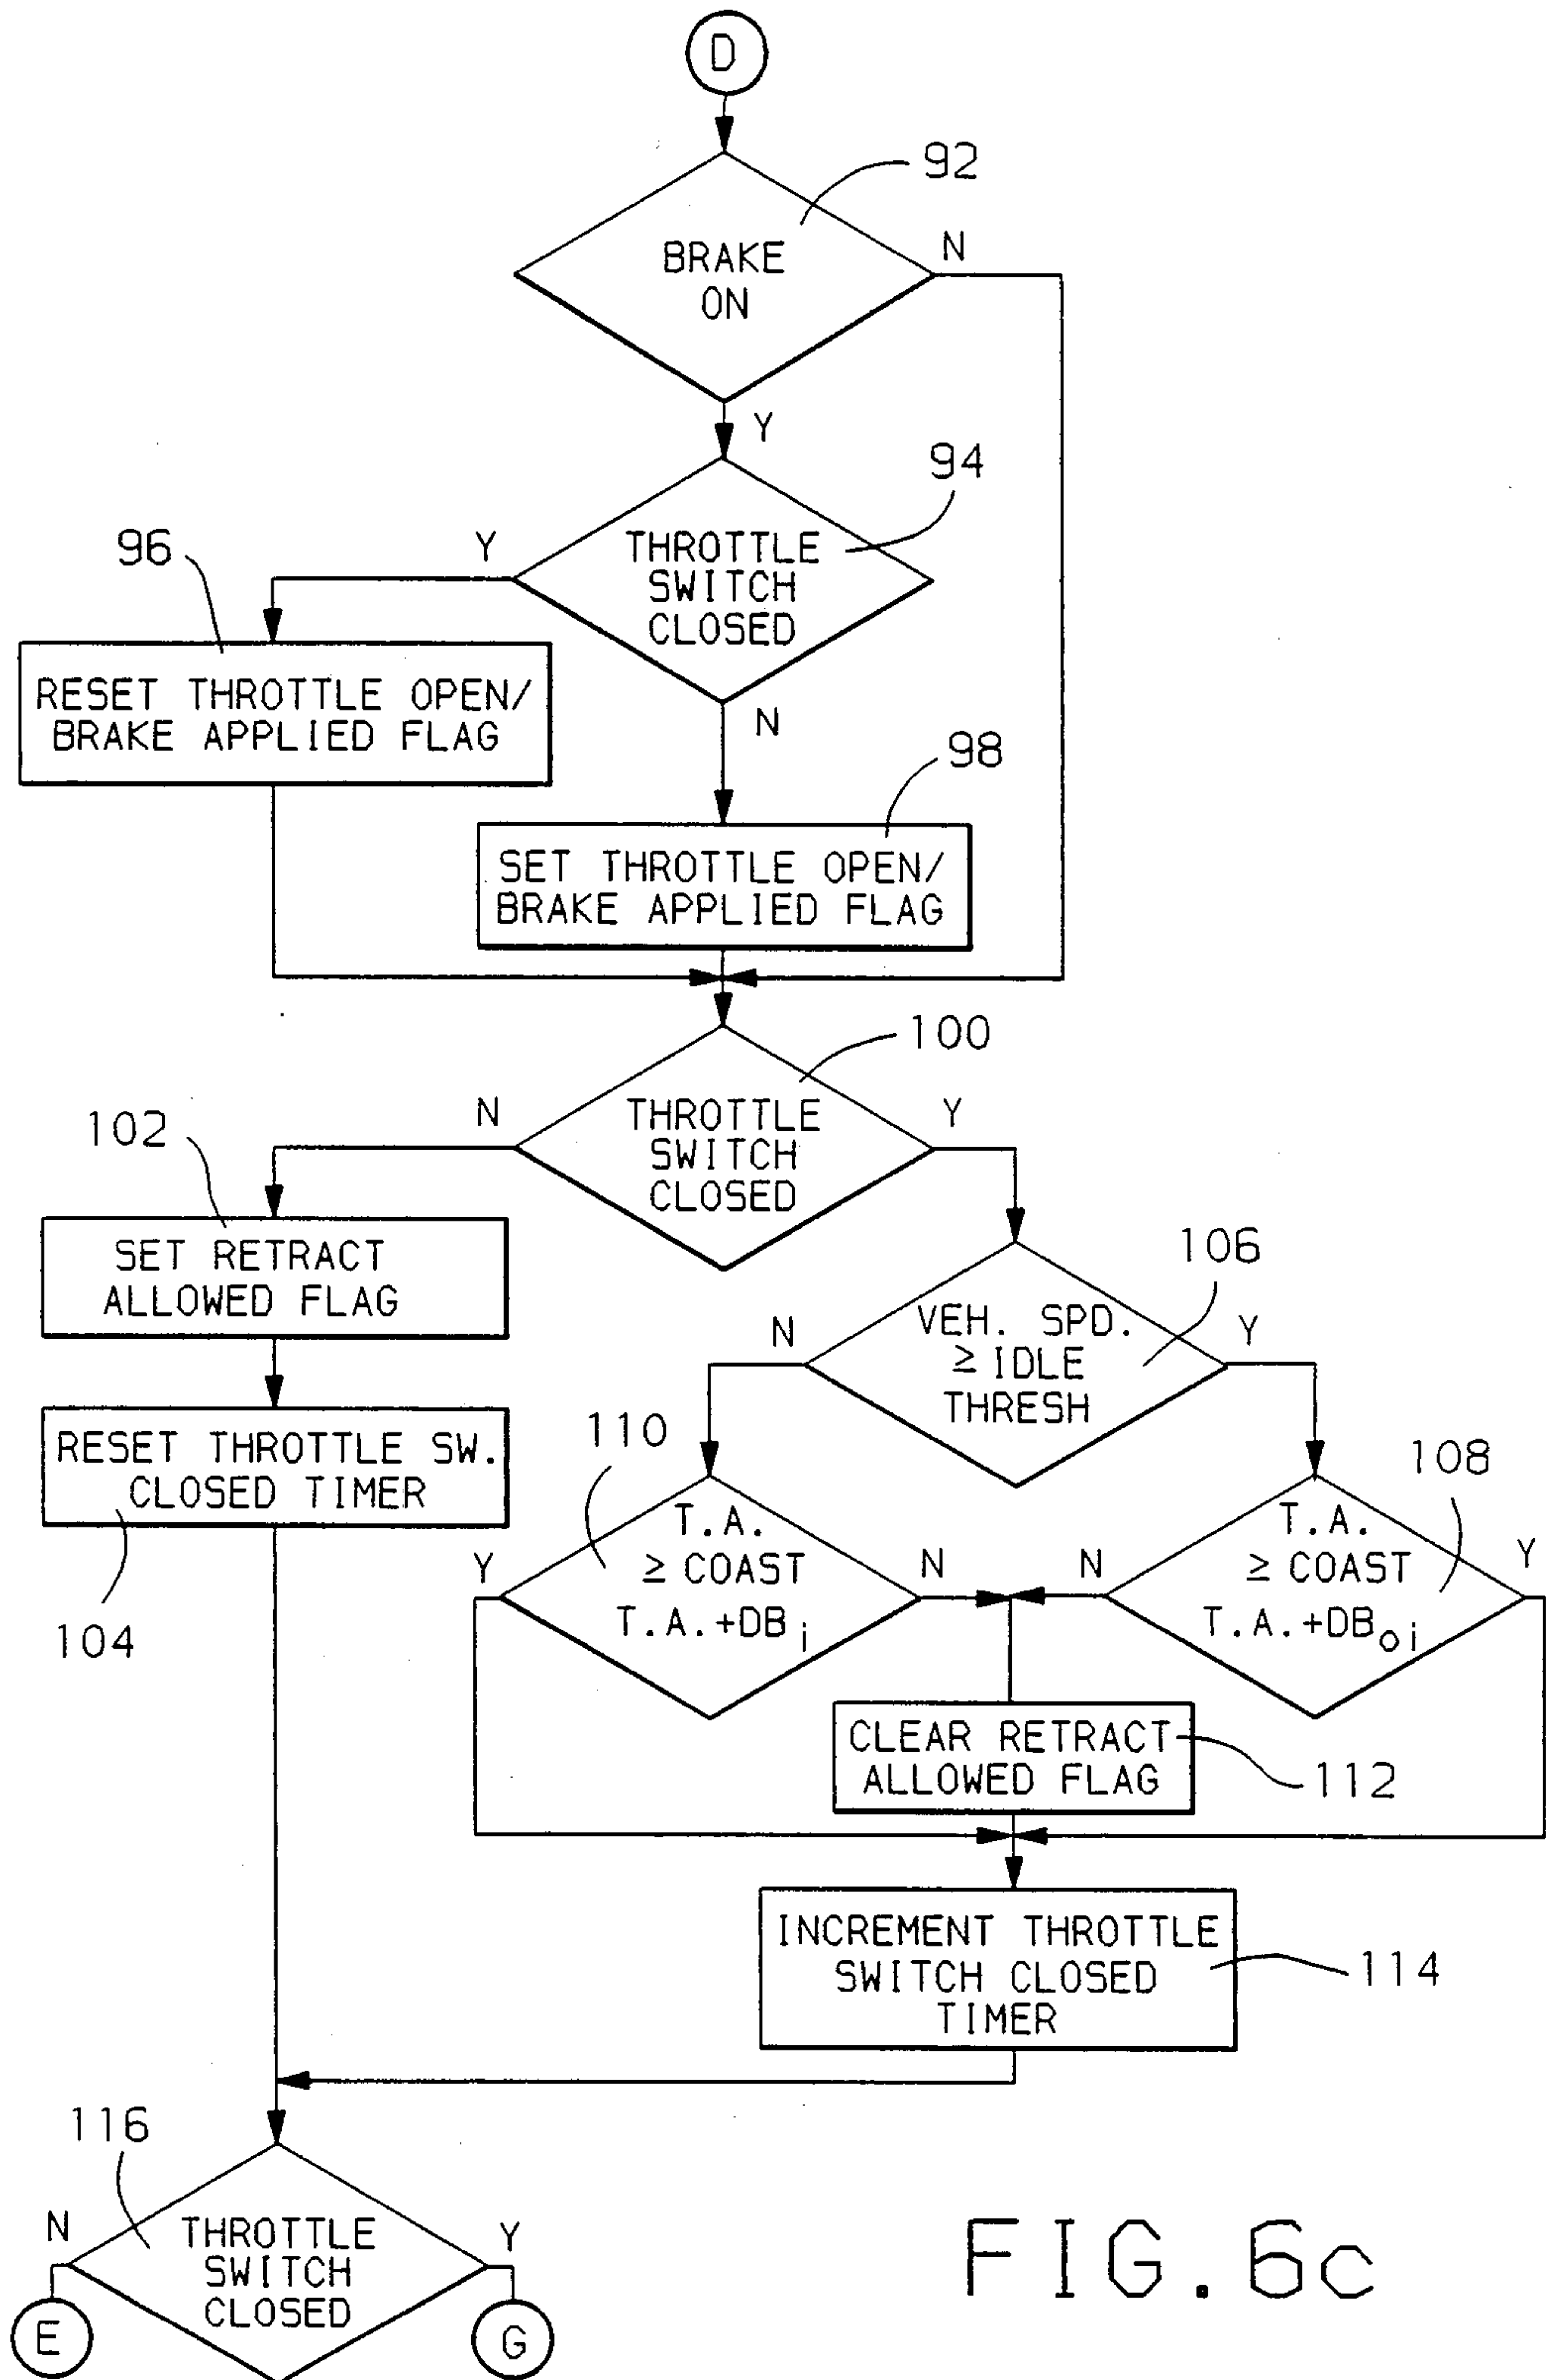 D
92
BRAKE
ON
N
Y
94
THROTTLE
SWITCH
CLOSED
Y
96
RESET THROTTLE OPEN/
BRAKE APPLIED FLAG
N
98
SET THROTTLE OPEN/
BRAKE APPLIED FLAG
100
THROTTLE
SWITCH
CLOSED
N
Y
102
SET RETRACT
ALLOWED FLAG
RESET THROTTLE SW.
CLOSED TIMER
104
106
VEH. SPD.
≥ IDLE
THRESH
N
Y
110
T.A.
≥ COAST
T.A.+DBi
Y
N
108
T.A.
≥ COAST
T.A.+DBoi
N
Y
CLEAR RETRACT
ALLOWED FLAG
112
INCREMENT THROTTLE
SWITCH CLOSED
TIMER
114
116
THROTTLE
SWITCH
CLOSED
N
Y
E
G
FIG.6c